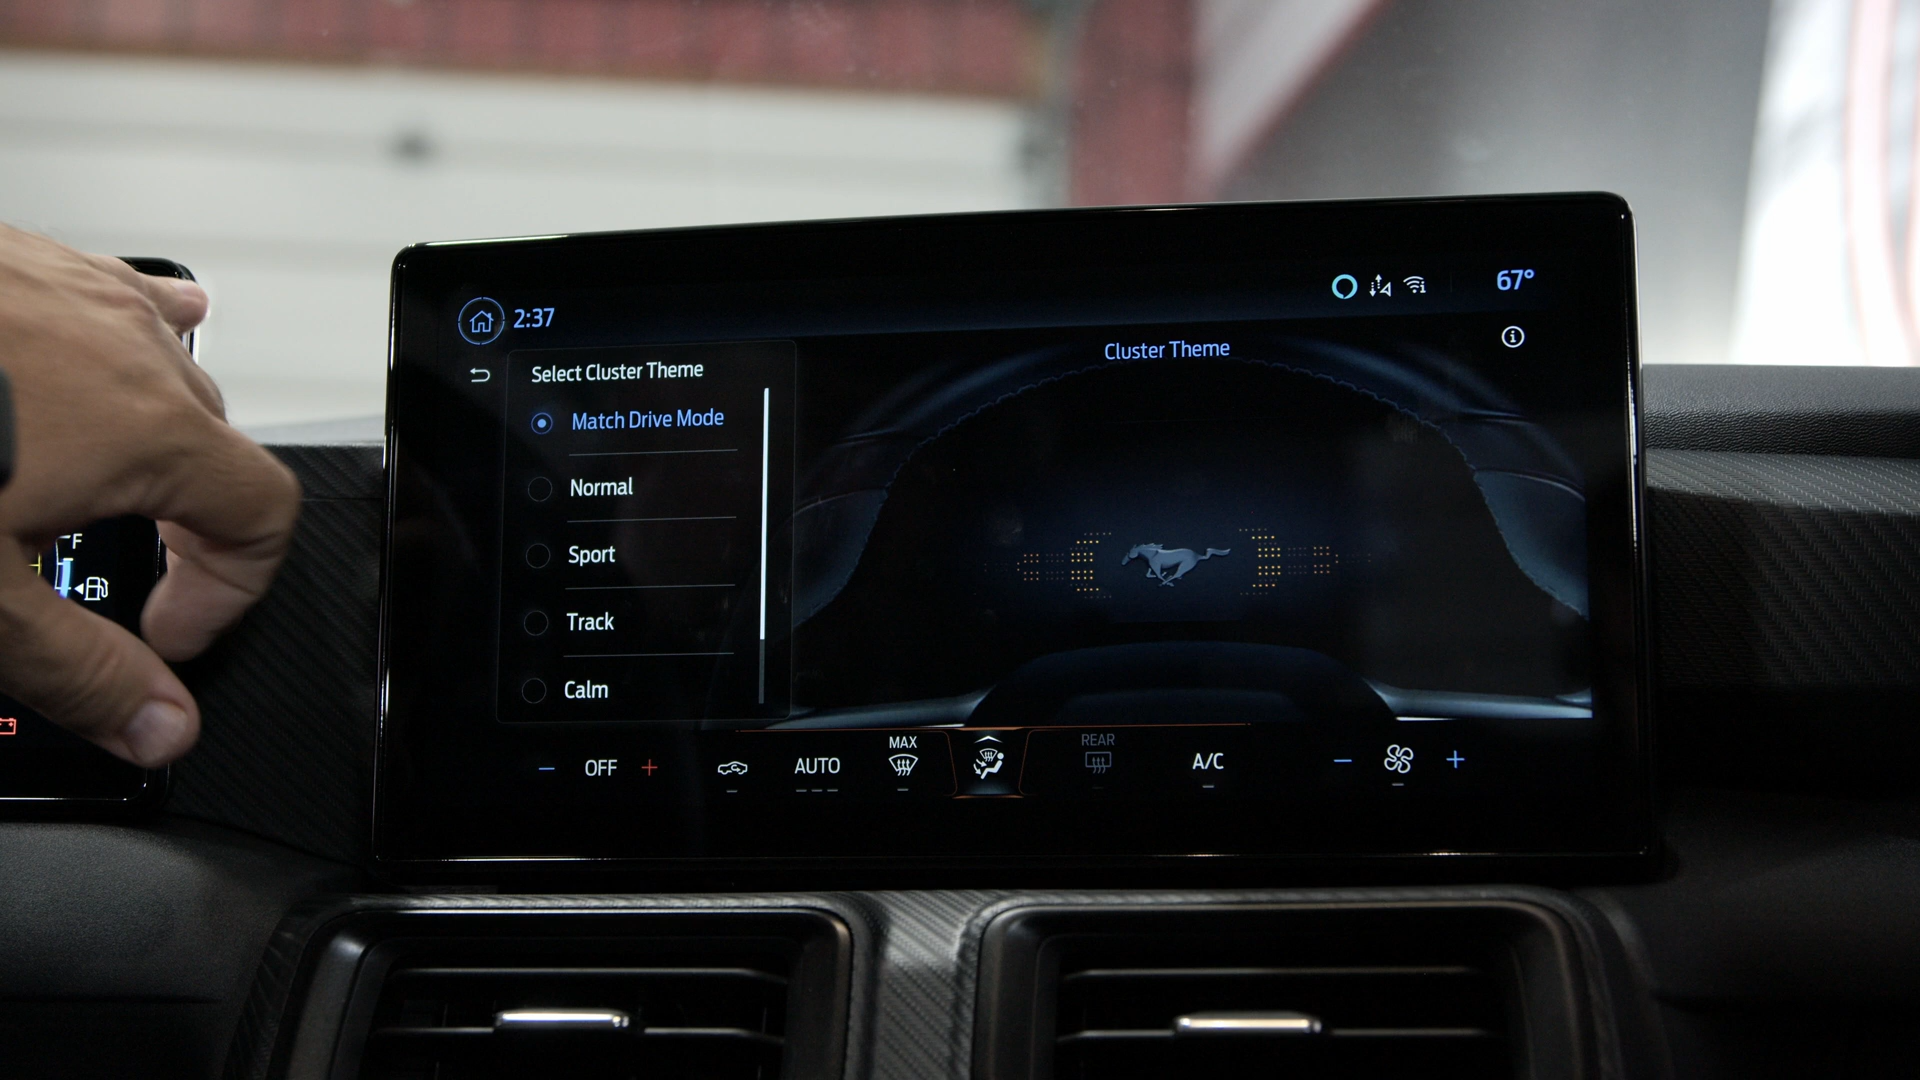 2:37
67°
Select Cluster Theme
Cluster Theme
Match Drive Mode
Normal
Sport
Track
Calm
F
OFF
AUTO
MAX
REAR
A/C